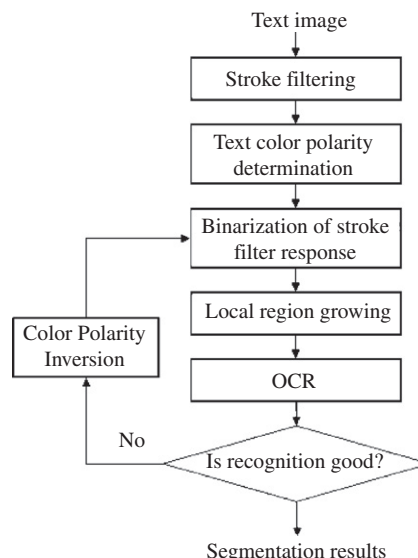 Text image
Stroke filtering
Text color polarity
determination
Binarization of stroke
filter response
Local region growing
Color Polarity
Inversion
OCR
No
Is recognition good?
Segmentation results